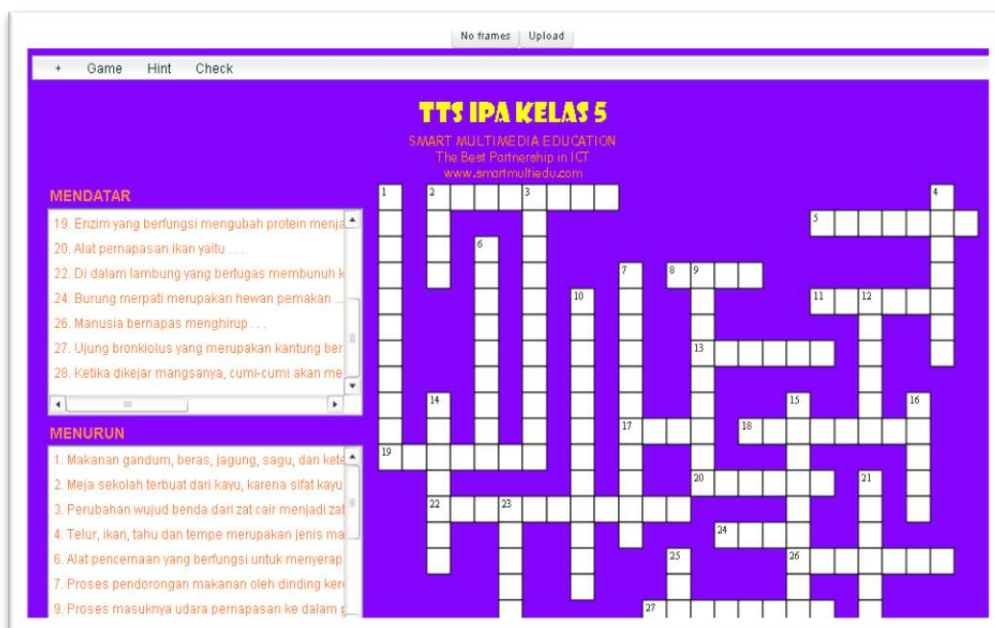 No frames Upload
+ Game Hint Check
TTS IPA KELAS 5
SMART MULTIMEDIA EDUCATION
The Best Partnership in ICT
www.smartmultiedu.com
MENDATAR
19. Enzim yang berfungsi mengubah protein menja
20. Alat pernapasan ikan yaitu . . .
22. Di dalam lambung yang bertugas membunuh k
24. Burung merpati merupakan hewan pemakan ...
26. Manusia bernapas menghirup . . .
27. Ujung bronkiolus yang merupakan kantung ber
28. Ketika dikejar mangsanya, cumi-cumi akan me
MENURUN
1. Makanan gandum, beras, jagung, sagu, dan kete
2. Meja sekolah terbuat dari kayu, karena sifat kayu
3. Perubahan wujud benda dari zat cair menjadi zat
4. Telur, ikan, tahu dan tempe merupakan jenis ma
6. Alat pencernaan yang berfungsi untuk menyerap
7. Proses pendorongan makanan oleh dinding ker
9. Proses masuknya udara pernapasan ke dalam p
1 2 3 4
5
6
7 8 9
10 11 12
13
14 15 16
17 18
19
20 21
22 23
24
25 26
27